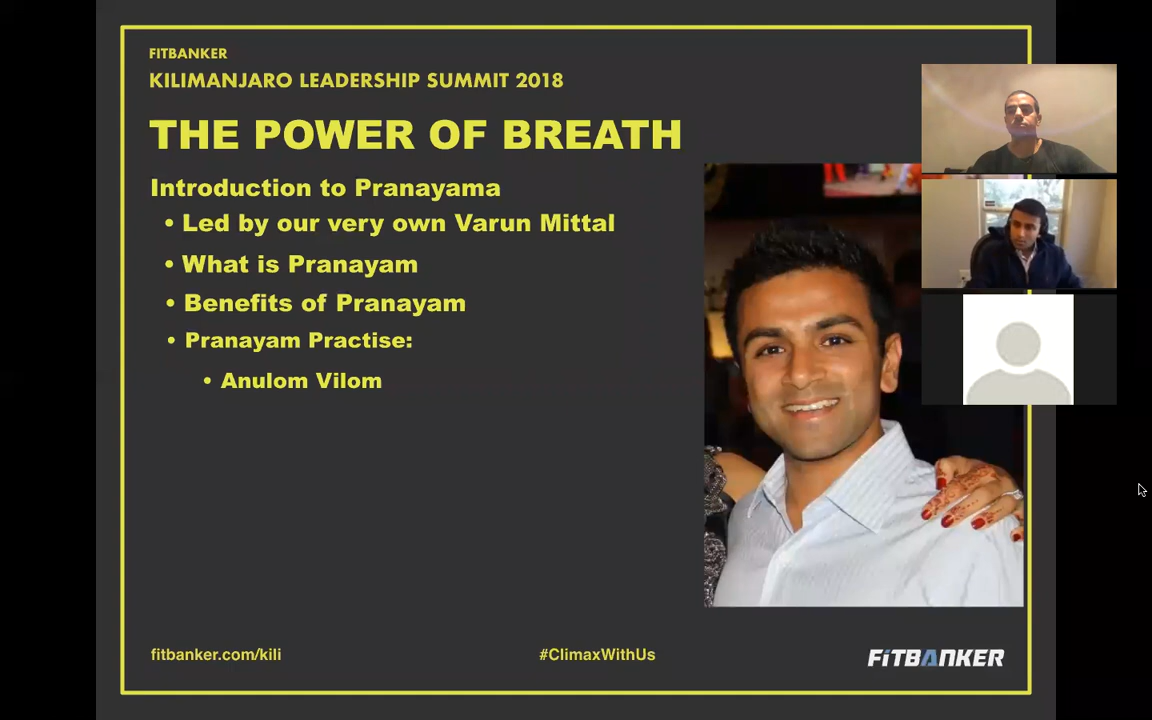 FITBANKER
KILIMANJARO LEADERSHIP SUMMIT 2018
THE POWER OF BREATH
Introduction to Pranayama
• Led by our very own Varun Mittal
• What is Pranayam
• Benefits of Pranayam
• Pranayam Practise:
• Anulom Vilom
fitbanker.com/kili
#ClimaxWithUs
FiTBANKER